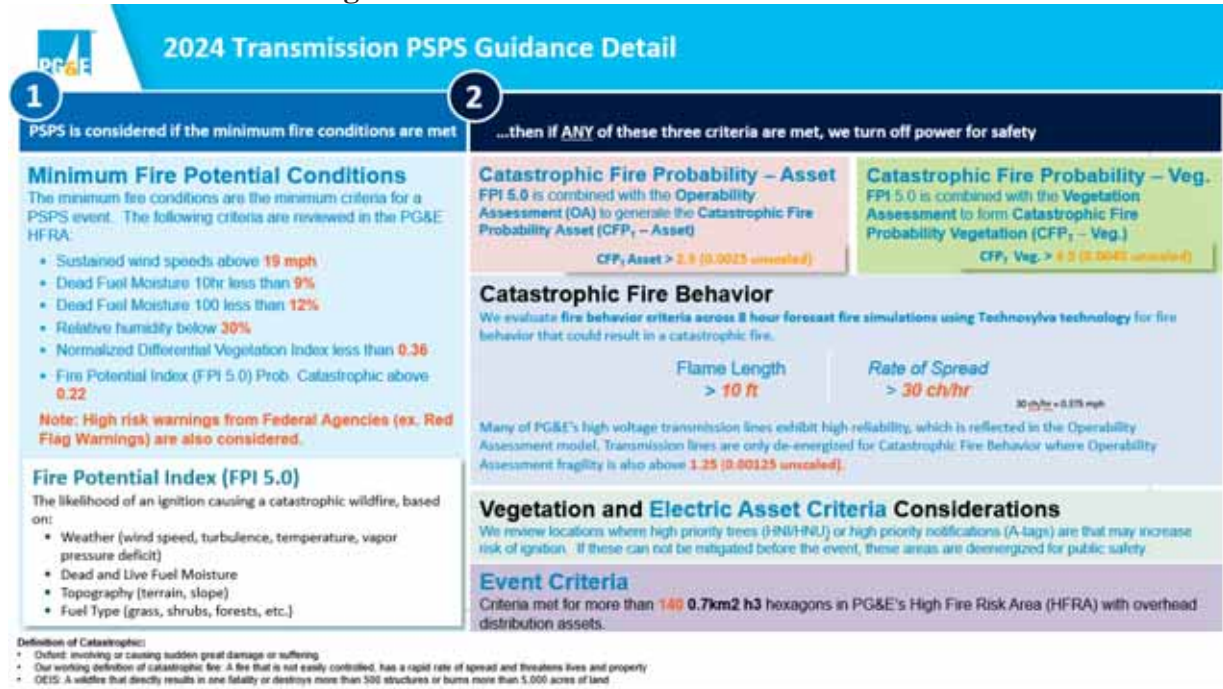 PG&E
2024 Transmission PSPS Guidance Detail
1
PSPS is considered if the minimum fire conditions are met
Minimum Fire Potential Conditions
The minimum fire conditions are the minimum criteria for a
PSPS event. The following criteria are reviewed in the PG&E
HFRA:
• Sustained wind speeds above 19 mph
• Dead Fuel Moisture 10hr less than 9%
• Dead Fuel Moisture 100 less than 12%
• Relative humidity below 30%
• Normalized Differential Vegetation Index less than 0.36
• Fire Potential Index (FPI 5.0) Prob. Catastrophic above
0.22
Note: High risk warnings from Federal Agencies (ex. Red
Flag Warnings) are also considered.
Fire Potential Index (FPI 5.0)
The likelihood of an ignition causing a catastrophic wildfire, based
on:
• Weather (wind speed, turbulence, temperature, vapor
pressure deficit)
• Dead and Live Fuel Moisture
• Topography (terrain, slope)
• Fuel Type (grass, shrubs, forests, etc.)
2
...then if ANY of these three criteria are met, we turn off power for safety
Catastrophic Fire Probability – Asset
FPI 5.0 is combined with the Operability
Assessment (OA) to generate the Catastrophic Fire
Probability Asset (CFPT – Asset)
CFPT Asset > (0.0025 unscaled)
Catastrophic Fire Probability – Veg.
FPI 5.0 is combined with the Vegetation
Assessment to form Catastrophic Fire
Probability Vegetation (CFPT – Veg.)
CFPT Veg. >
Catastrophic Fire Behavior
We evaluate fire behavior criteria across 8 hour forecast fire simulations using Technosylva technology for fire
behavior that could result in a catastrophic fire.
Flame Length
> 10 ft
Rate of Spread
> 30 ch/hr
30 ch/hr = 0.375 mph
Many of PG&E's high voltage transmission lines exhibit high reliability, which is reflected in the Operability
Assessment model. Transmission lines are only de-energized for Catastrophic Fire Behavior where Operability
Assessment fragility is also above 1.25 (0.00125 unscaled).
Vegetation and Electric Asset Criteria Considerations
We review locations where high priority trees (HNI/HNU) or high priority notifications (A-tags) are that may increase
risk of ignition. If these can not be mitigated before the event, these areas are deenergized for public safety
Event Criteria
Criteria met for more than 140 0.7km2 h3 hexagons in PG&E's High Fire Risk Area (HFRA) with overhead
distribution assets.
Definition of Catastrophic:
• Oxford: involving or causing sudden great damage or suffering
• Our working definition of catastrophic fire: A fire that is not easily controlled, has a rapid rate of spread and threatens lives and property
• OEIS: A wildfire that directly results in one fatality or destroys more than 500 structures or burns more than 5,000 acres of land